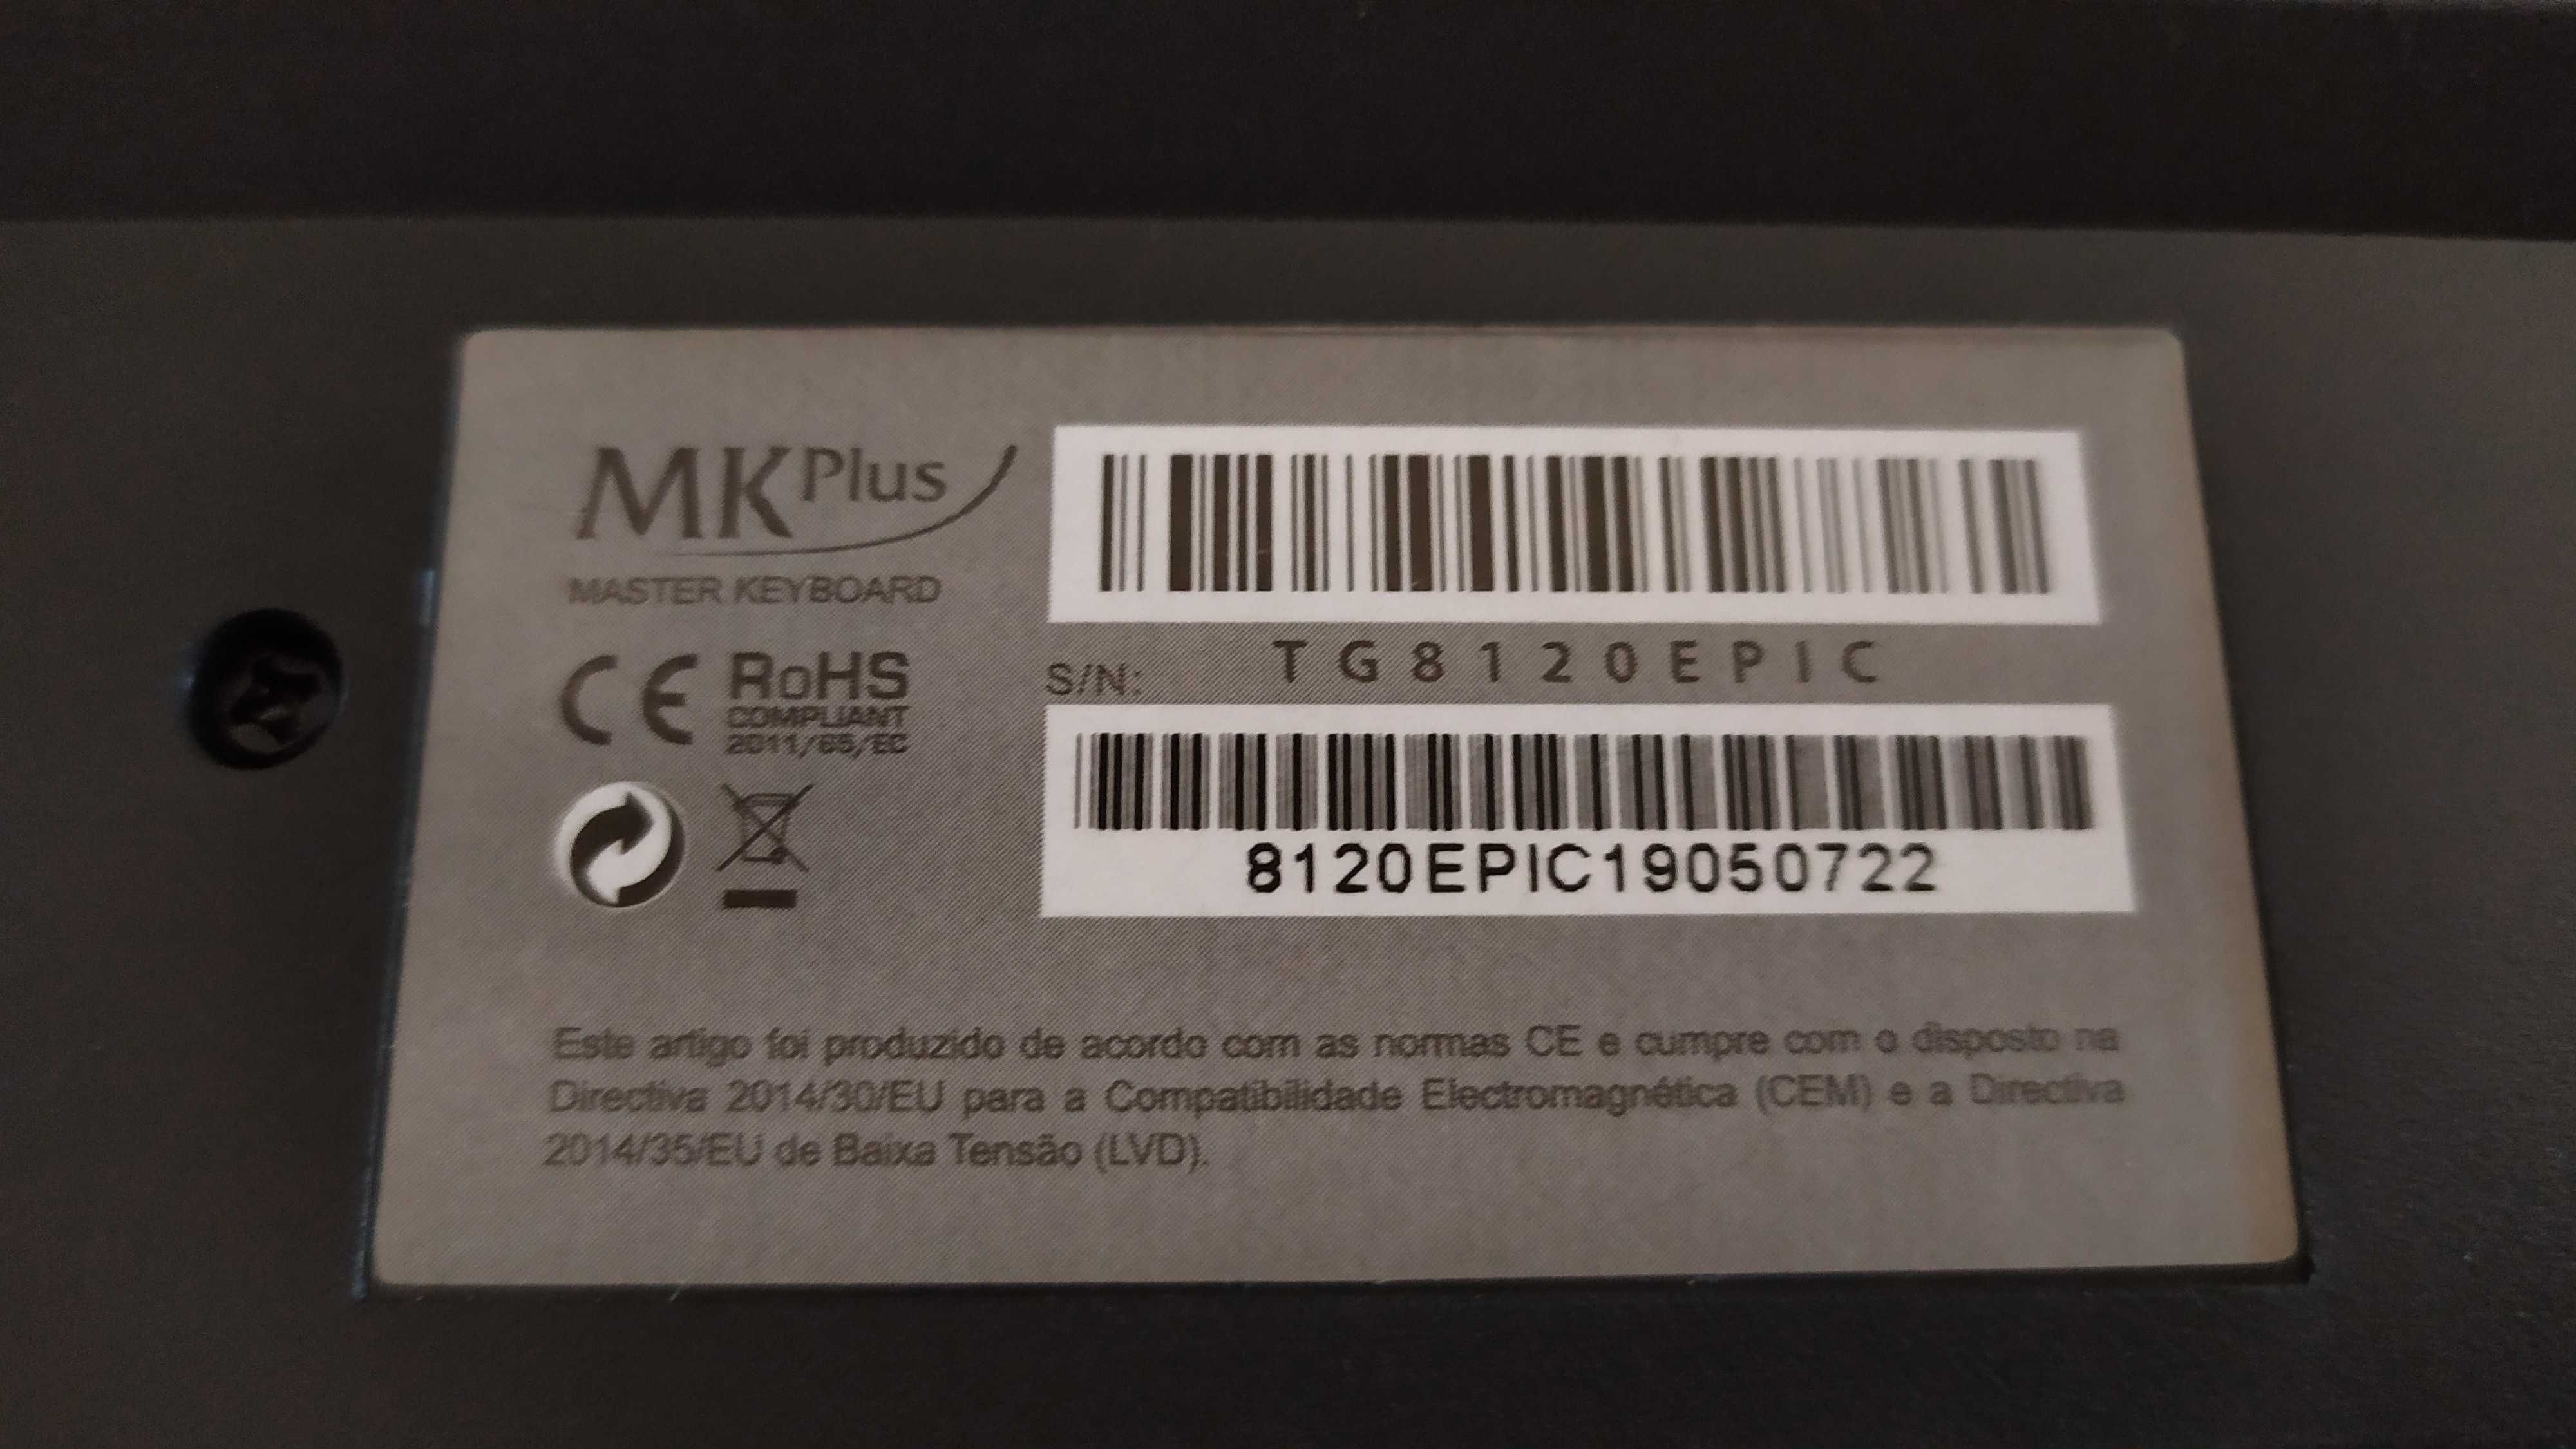 MKPlus
MASTER KEYBOARD
CE RoHS
COMPLIANT
2011/65/EC
TG8120EPIC
S/N:
8120EPIC19050722
Este artigo foi produzido de acordo com as normas CE e cumpre com o disposto na
Directiva 2014/30/EU para a Compatibilidade Electromagnética (CEM) e a Directiva
2014/35/EU de Baixa Tensão (LVD).